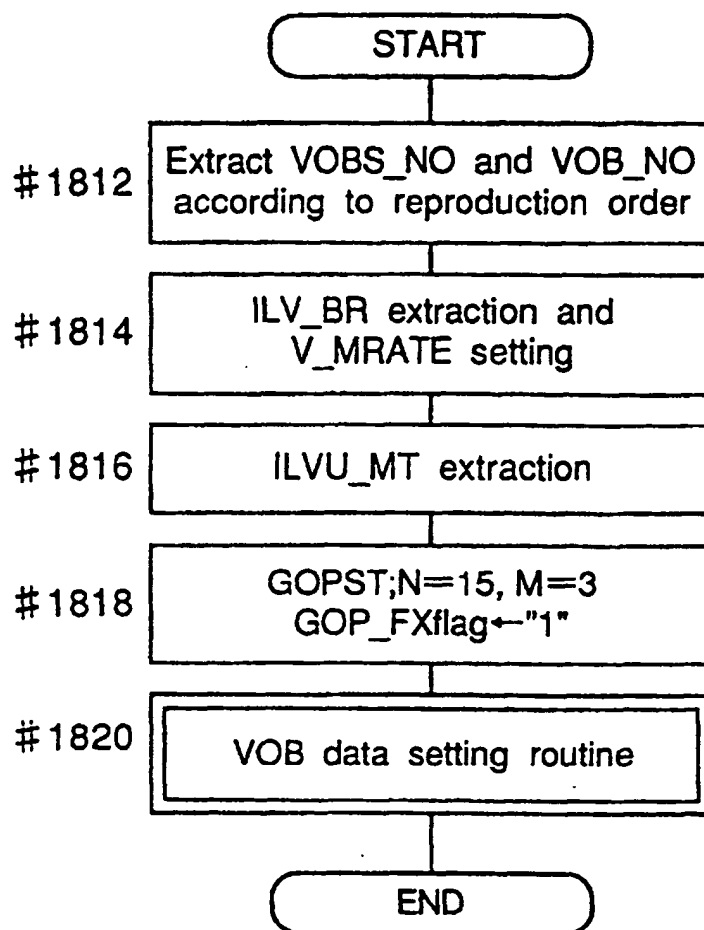 START
#1812
Extract VOBS_NO and VOB_NO
according to reproduction order
#1814
ILV_BR extraction and
V_MRATE setting
#1816
ILVU_MT extraction
#1818
GOPST;N=15, M=3
GOP_FXflag←"1"
#1820
VOB data setting routine
END